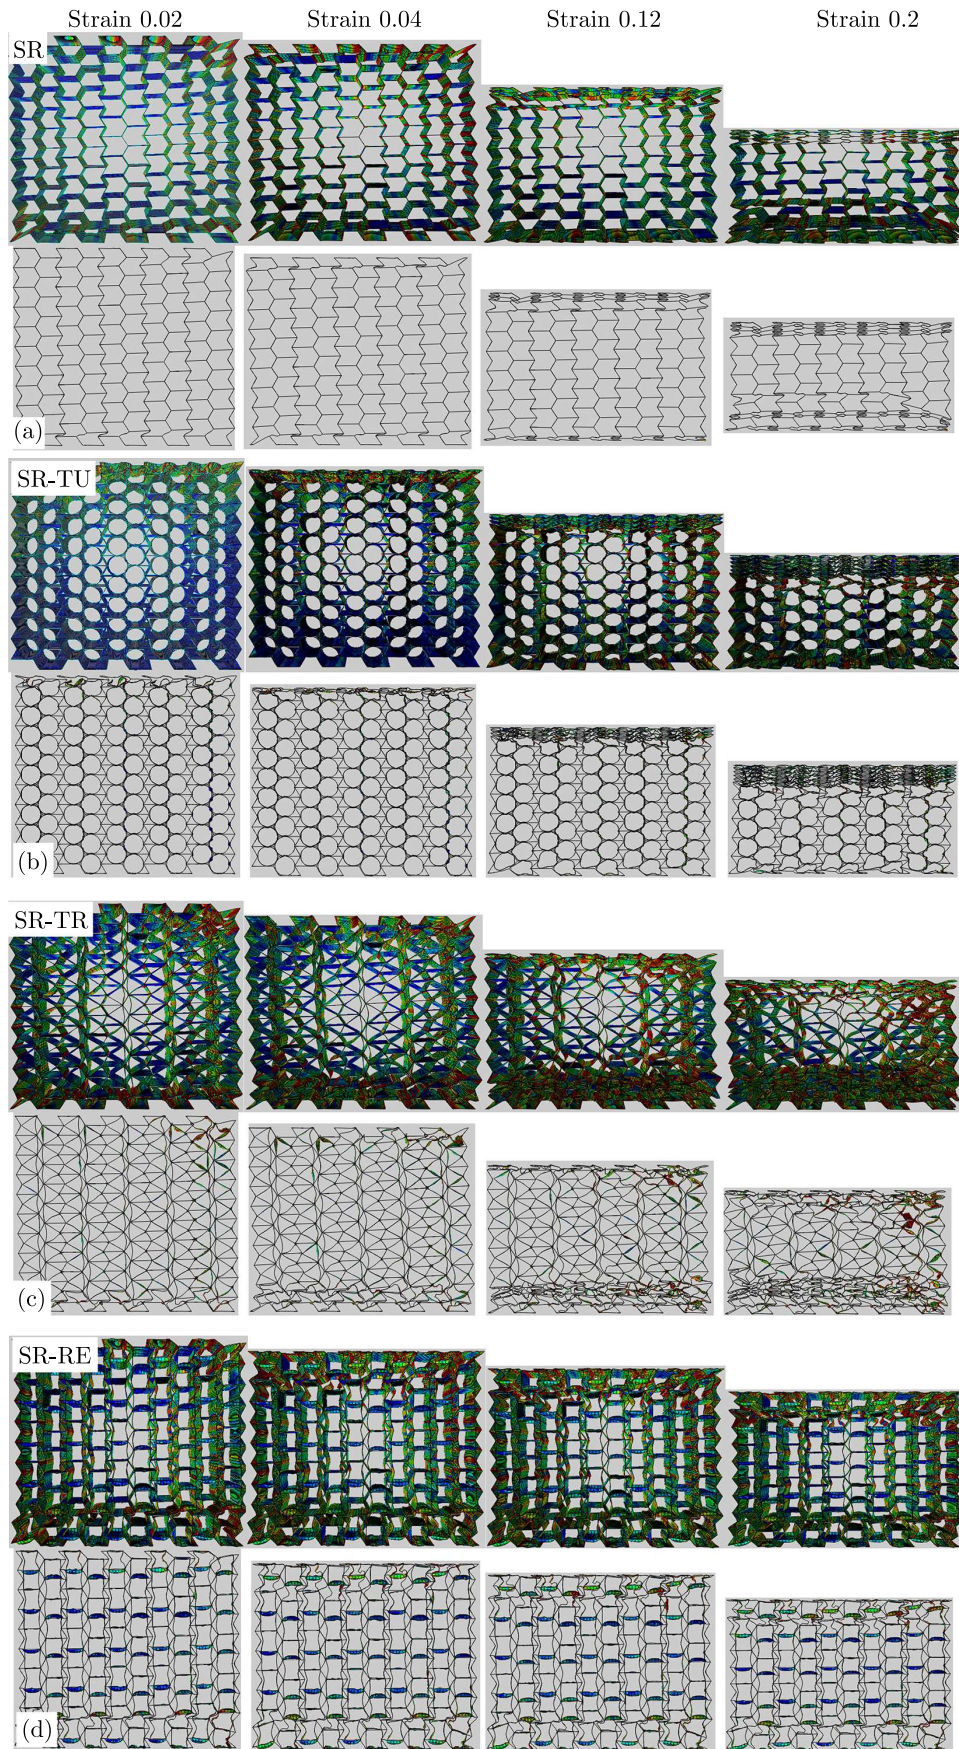 Strain 0.02 Strain 0.04 Strain 0.12 Strain 0.2
SR
(a)
SR-TU
(b)
SR-TR
(c)
SR-RE
(d)